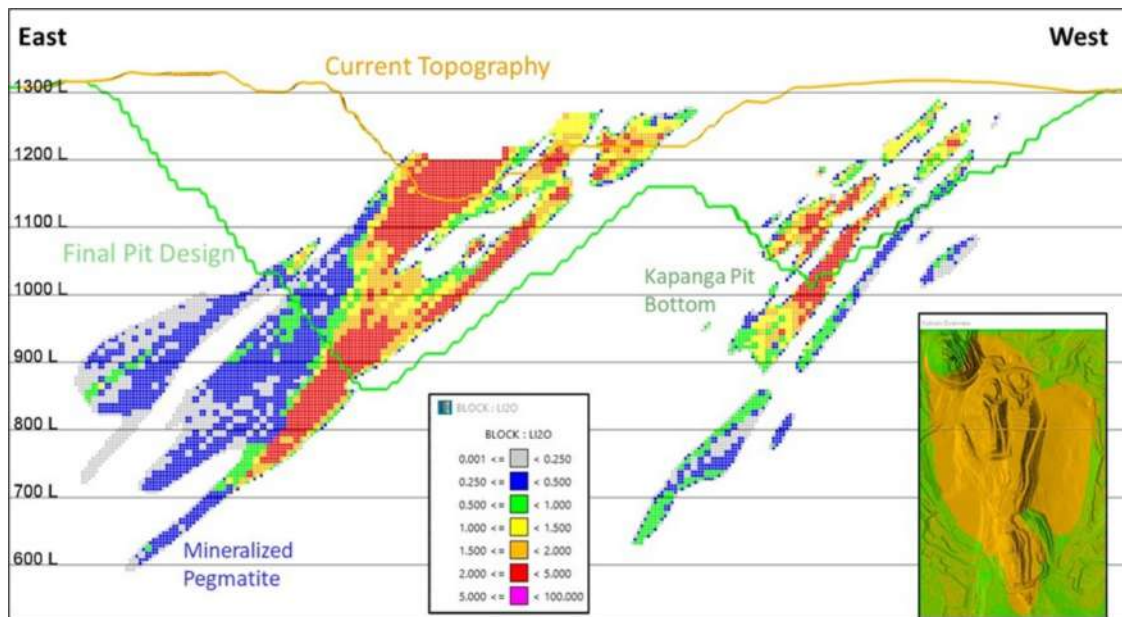 East
West
Current Topography
1300 L
1200 L
1100 L
Final Pit Design
1000 L
Kapanga Pit
Bottom
900 L
800 L
700 L
600 L
Mineralized
Pegmatite
BLOCK : LI2O
BLOCK : LI2O
0.001 <= < 0.250
0.250 <= < 0.500
0.500 <= < 1.000
1.000 <= < 1.500
1.500 <= < 2.000
2.000 <= < 5.000
5.000 <= < 100.000